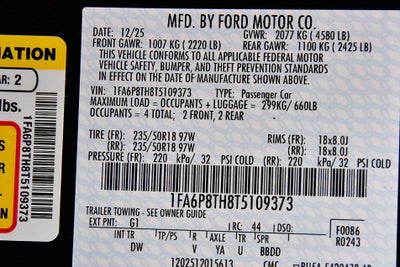 MFD. BY FORD MOTOR CO.
DATE: 12/25 GVWR: 2077 KG ( 4580 LB)
FRONT GAWR: 1007 KG ( 2220 LB) REAR GAWR: 1100 KG ( 2425 LB)
THIS VEHICLE CONFORMS TO ALL APPLICABLE FEDERAL MOTOR
VEHICLE SAFETY, BUMPER, AND THEFT PREVENTION STANDARDS
IN EFFECT ON THE DATE OF MANUFACTURE SHOWN ABOVE.
VIN: 1FA6P8TH8T5109373 TYPE: Passenger Car
MAXIMUM LOAD = OCCUPANTS + LUGGAGE = 299KG/ 660LB
OCCUPANTS = 4 TOTAL; 2 FRONT, 2 REAR
TIRE (FR): 235/50R18 97W RIMS (FR): 18x8.0J
(RR): 235/50R18 97W (RR): 18x8.0J
PRESSURE (FR) 220 kPa/ 32 PSI COLD (RR) 220 kPa/ 32 PSI COLD
1FA6P8TH8T5109373
TRAILER TOWING - SEE OWNER GUIDE
EXT PNT: G1 RC: 44 DSO: F0086
R0243
INT TR TP/PS R AXLE TR SPR
DW V YA U BBDD
1202512015613
MATION
AR: 2
lbs.
1FA6P8TH8T5109373